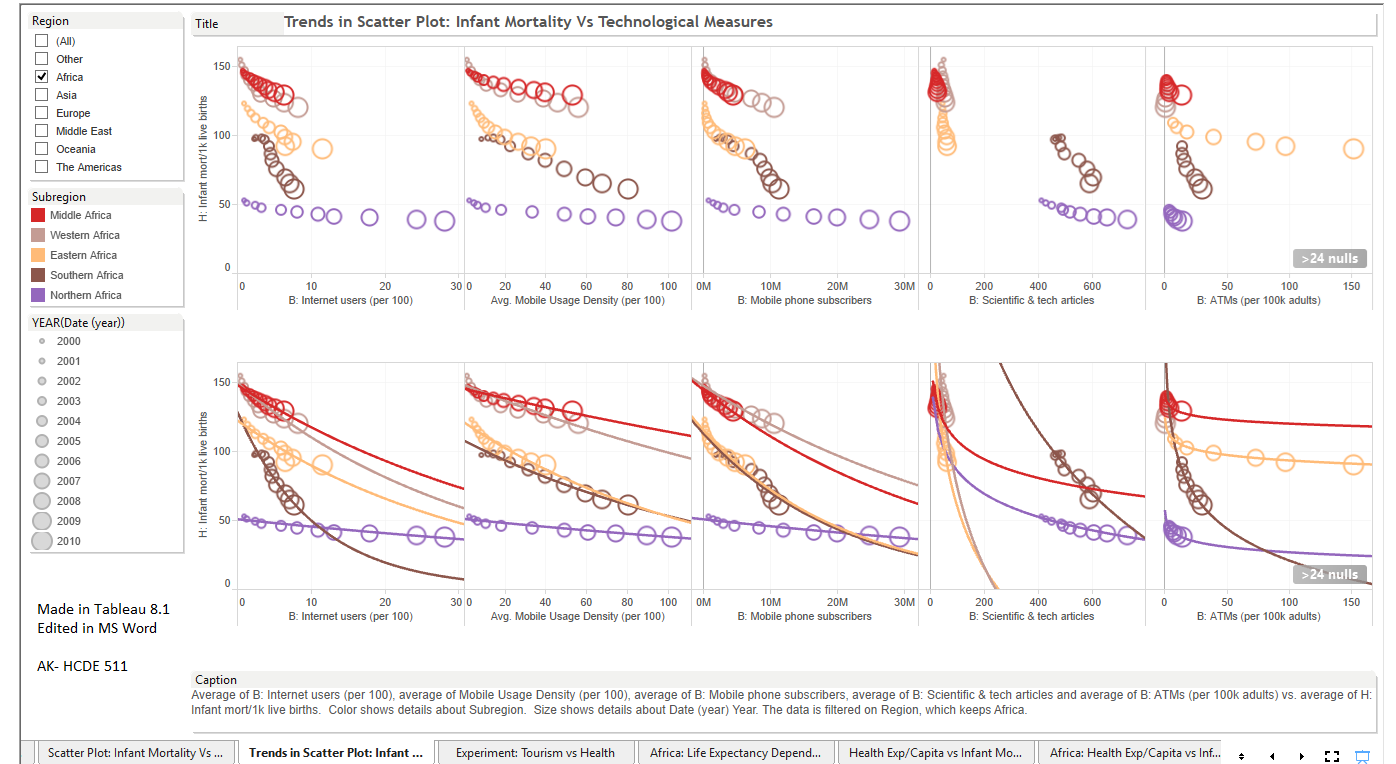 Region
(All)
Other
Africa
Asia
Europe
Middle East
Oceania
The Americas
Subregion
Middle Africa
Western Africa
Eastern Africa
Southern Africa
Northern Africa
YEAR(Date (year))
2000
2001
2002
2003
2004
2005
2006
2007
2008
2009
2010
Made in Tableau 8.1
Edited in MS Word
AK- HCDE 511
Title
Trends in Scatter Plot: Infant Mortality Vs Technological Measures
H: Infant mort/1k live births
150
100
50
0
>24 nulls
0 10 20 30 0 20 40 60 80 100 0M 10M 20M 30M 0 200 400 600 0 50 100 150
B: Internet users (per 100) Avg. Mobile Usage Density (per 100) B: Mobile phone subscribers B: Scientific & tech articles B: ATMs (per 100k adults)
H: Infant mort/1k live births
150
100
50
0
>24 nulls
0 10 20 30 0 20 40 60 80 100 0M 10M 20M 30M 0 200 400 600 0 50 100 150
B: Internet users (per 100) Avg. Mobile Usage Density (per 100) B: Mobile phone subscribers B: Scientific & tech articles B: ATMs (per 100k adults)
Caption
Average of B: Internet users (per 100), average of Mobile Usage Density (per 100), average of B: Mobile phone subscribers, average of B: Scientific & tech articles and average of B: ATMs (per 100k adults) vs. average of H:
Infant mort/1k live births. Color shows details about Subregion. Size shows details about Date (year) Year. The data is filtered on Region, which keeps Africa.
Scatter Plot: Infant Mortality Vs ... Trends in Scatter Plot: Infant ... Experiment: Tourism vs Health Africa: Life Expectancy Depend... Health Exp/Capita vs Infant Mo... Africa: Health Exp/Capita vs Inf...